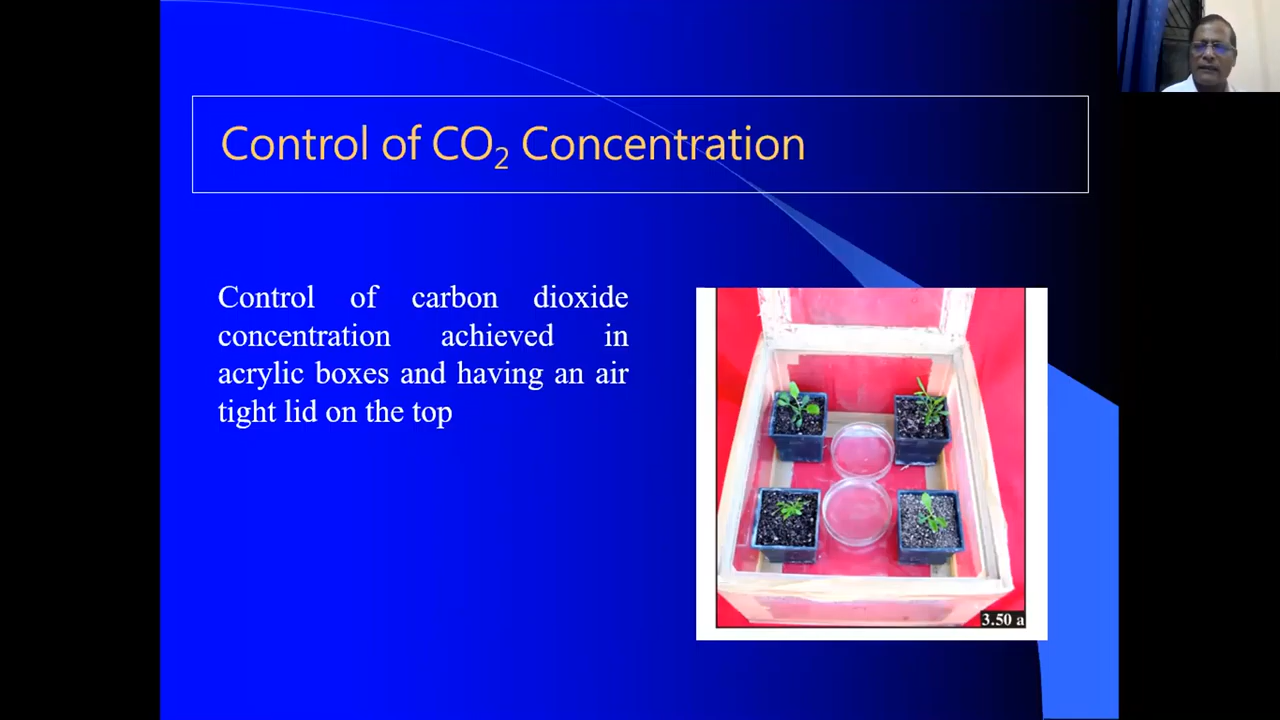 Control of CO₂ Concentration
Control of carbon dioxide
concentration achieved in
acrylic boxes and having an air
tight lid on the top
3.50 a